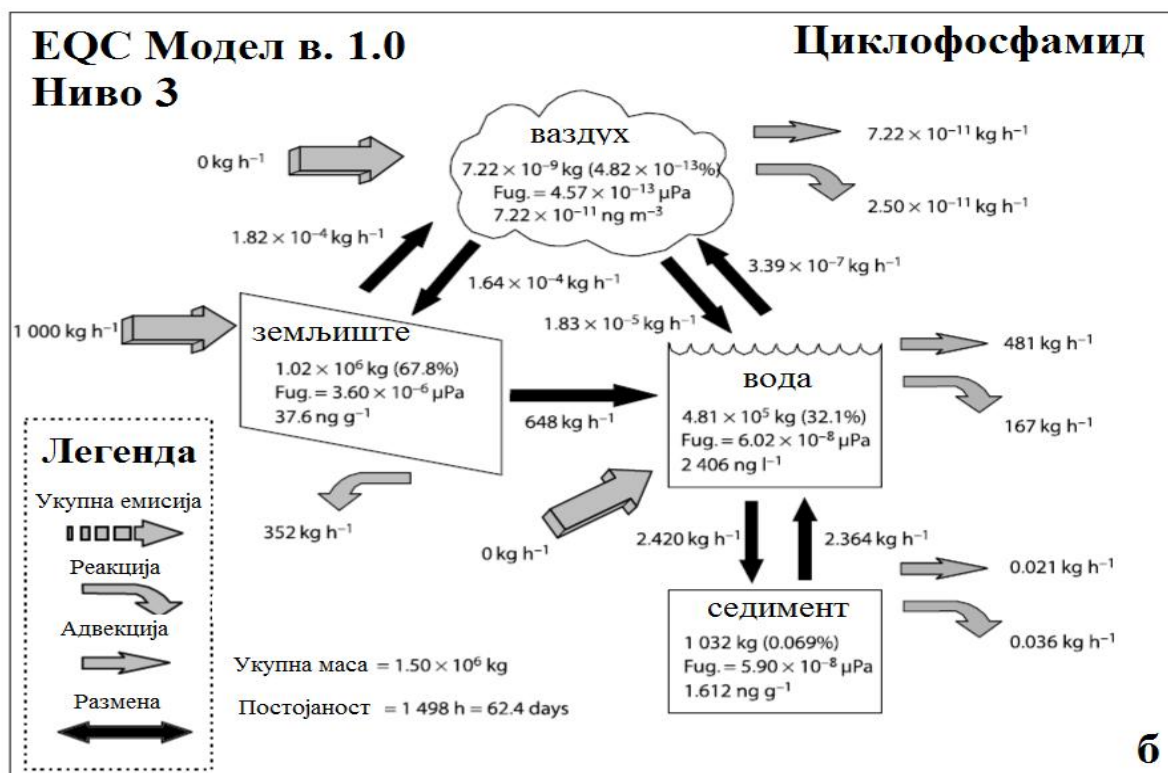 EQC Модел в. 1.0
Ниво 3
Циклофосфамид
ваздух
7.22 × 10⁻⁹ kg (4.82 × 10⁻¹³%)
Fug. = 4.57 × 10⁻¹³ µPa
7.22 × 10⁻¹¹ ng m⁻³
0 kg h⁻¹
7.22 × 10⁻¹¹ kg h⁻¹
2.50 × 10⁻¹¹ kg h⁻¹
1.82 × 10⁻⁴ kg h⁻¹
1.64 × 10⁻⁴ kg h⁻¹
3.39 × 10⁻⁷ kg h⁻¹
1.83 × 10⁻⁵ kg h⁻¹
1 000 kg h⁻¹
земљиште
1.02 × 10⁶ kg (67.8%)
Fug. = 3.60 × 10⁻⁶ µPa
37.6 ng g⁻¹
648 kg h⁻¹
352 kg h⁻¹
вода
4.81 × 10⁵ kg (32.1%)
Fug. = 6.02 × 10⁻⁸ µPa
2 406 ng l⁻¹
481 kg h⁻¹
167 kg h⁻¹
0 kg h⁻¹
2.420 kg h⁻¹
2.364 kg h⁻¹
седимент
1 032 kg (0.069%)
Fug. = 5.90 × 10⁻⁸ µPa
1.612 ng g⁻¹
0.021 kg h⁻¹
0.036 kg h⁻¹
Легенда
Укупна емисија
Реакција
Адвекција
Размена
Укупна маса = 1.50 × 10⁶ kg
Постојаност = 1 498 h = 62.4 days
б